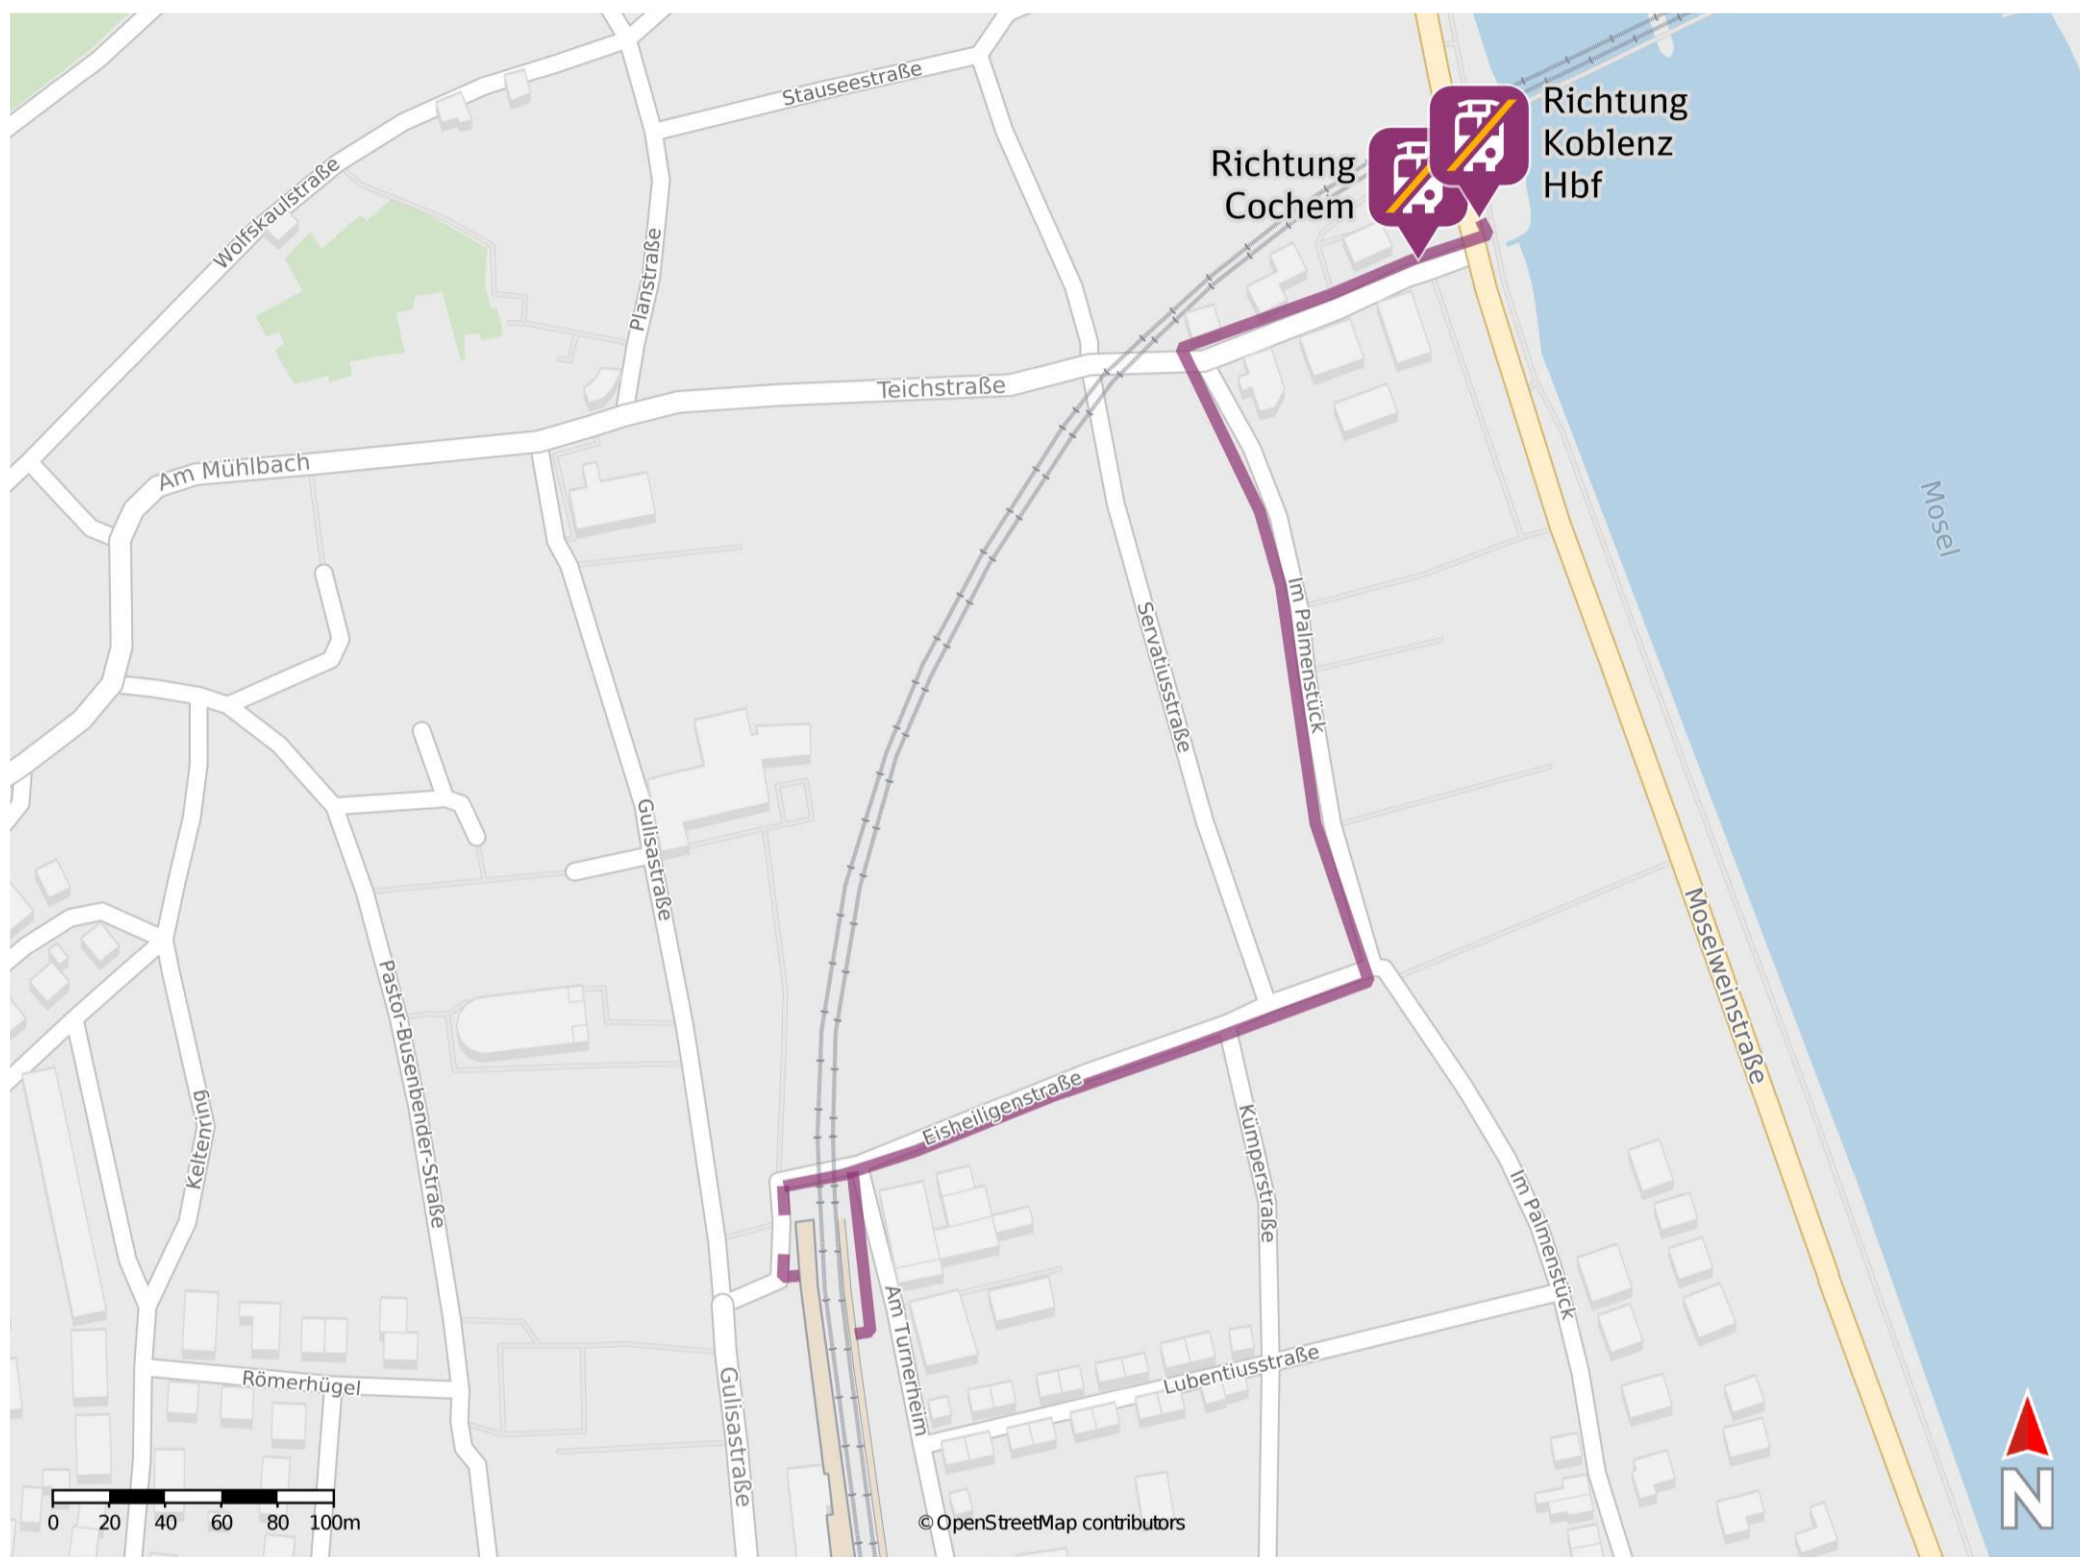 Stauseestraße
Richtung
Koblenz
Hbf
Richtung
Cochem
Wolfskaulstraße
Planstraße
Teichstraße
Am Mühlbach
Mosel
Im Palmenstück
Servatiusstraße
Gulisastraße
Moselweinstraße
Pastor-Busenbender-Straße
Eisheiligenstraße
Keltenring
Kümperstraße
Im Palmenstück
Am Turnerheim
Lubentiusstraße
Römerhügel
Gulisastraße
N
0 20 40 60 80 100m
© OpenStreetMap contributors